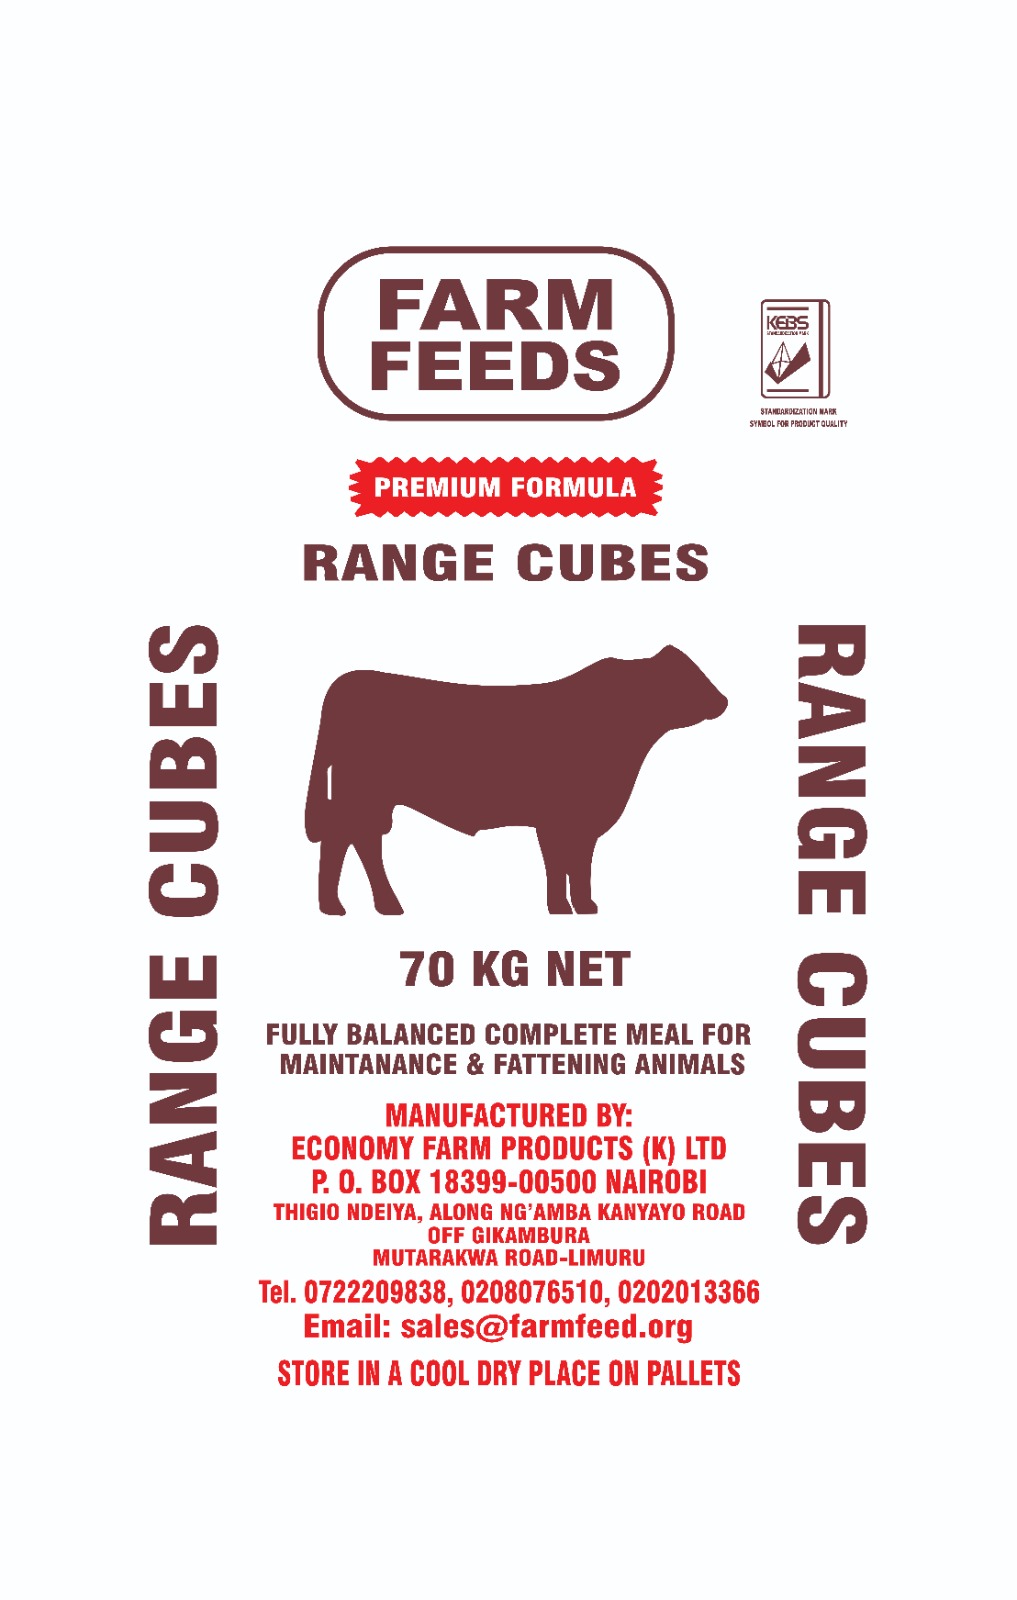 FARM
FEEDS
KEBS
STANDARDIZATION MARK
STANDARDIZATION MARK
SYMBOL FOR PRODUCT QUALITY
PREMIUM FORMULA
RANGE CUBES
RANGE CUBES
RANGE CUBES
70 KG NET
FULLY BALANCED COMPLETE MEAL FOR
MAINTANANCE & FATTENING ANIMALS
MANUFACTURED BY:
ECONOMY FARM PRODUCTS (K) LTD
P. O. BOX 18399-00500 NAIROBI
THIGIO NDEIYA, ALONG NG'AMBA KANYAYO ROAD
OFF GIKAMBURA
MUTARAKWA ROAD-LIMURU
Tel. 0722209838, 0208076510, 0202013366
Email: sales@farmfeed.org
STORE IN A COOL DRY PLACE ON PALLETS